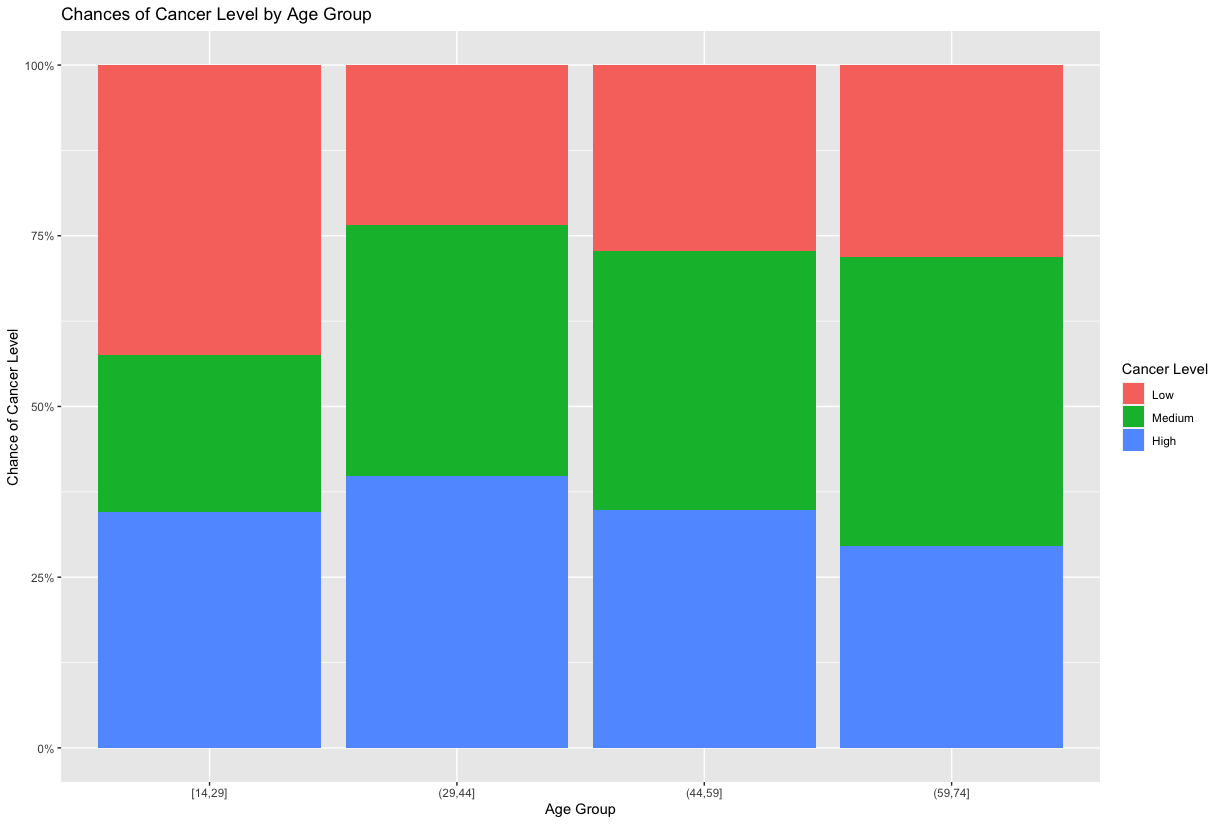 Chances of Cancer Level by Age Group
100%
75%
50%
25%
0%
Chance of Cancer Level
[14,29]
(29,44]
(44,59]
(59,74]
Age Group
Cancer Level
Low
Medium
High